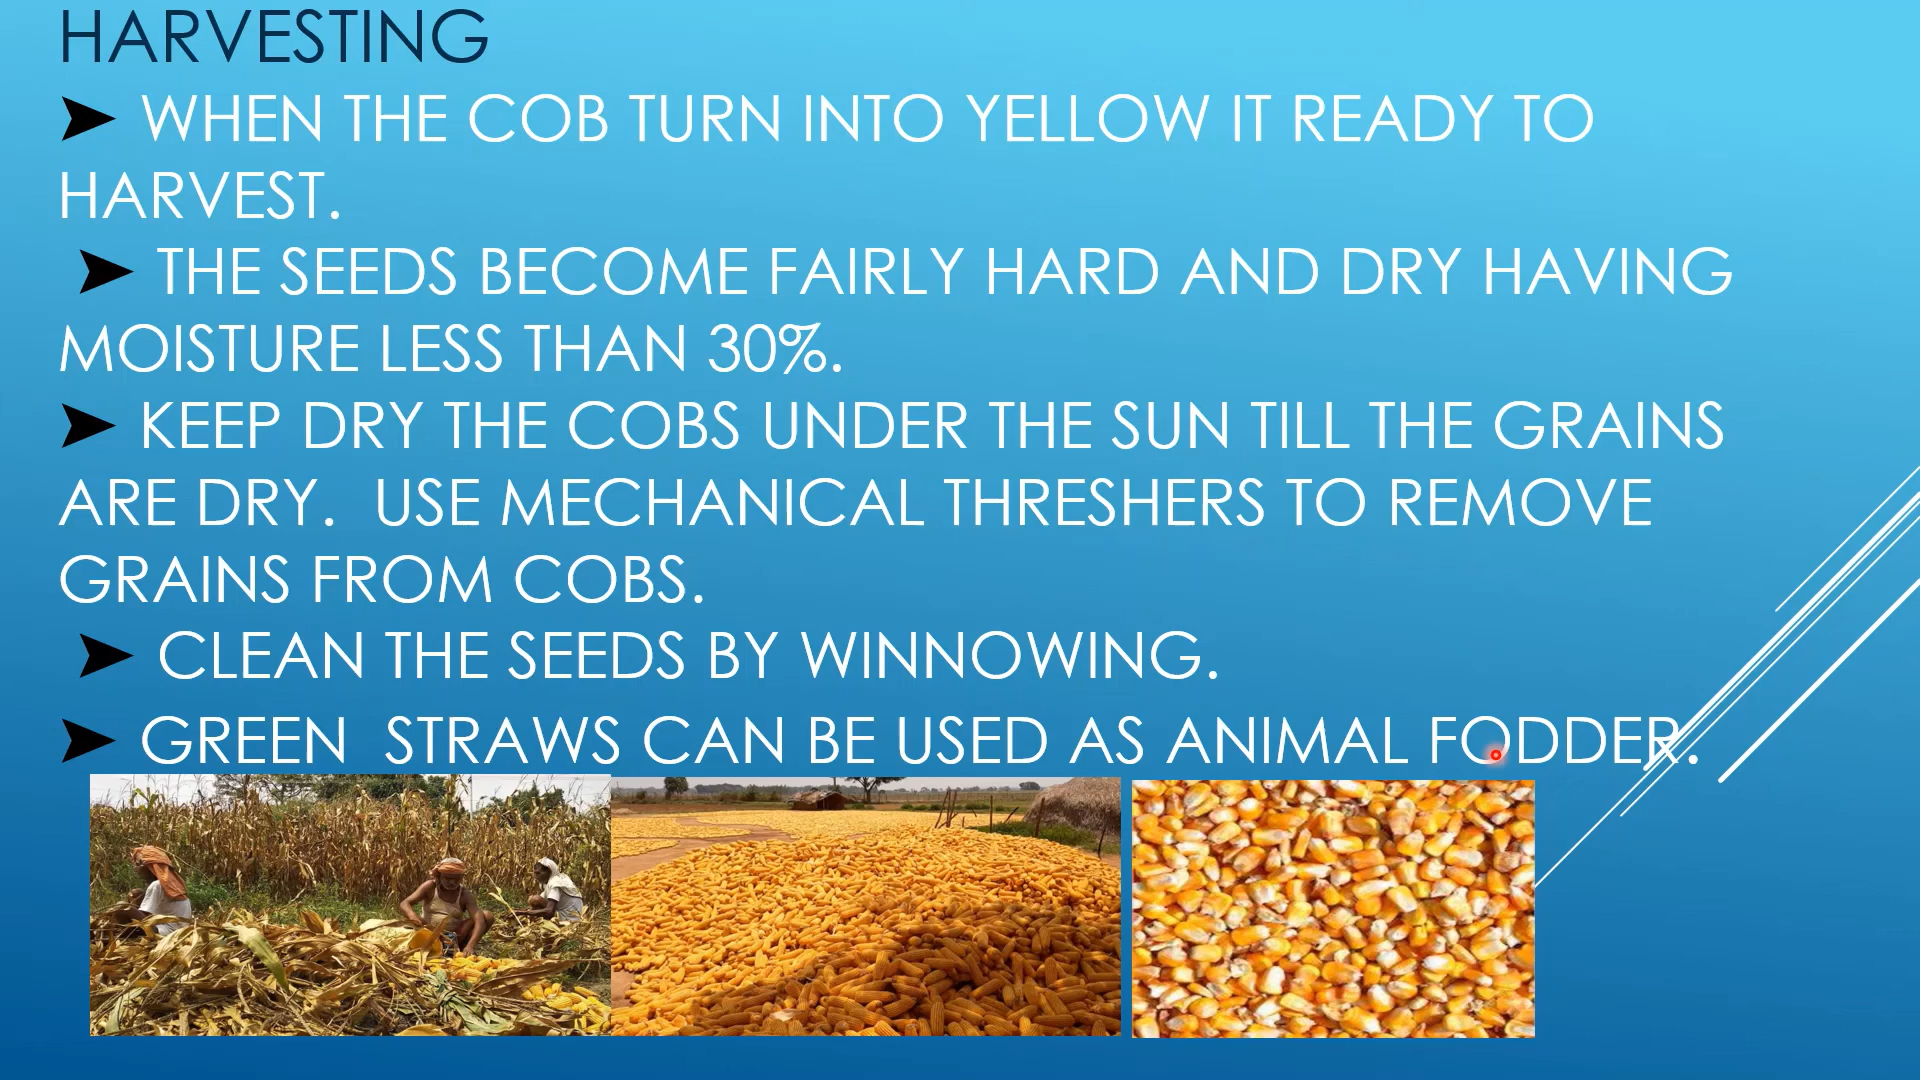 HARVESTING
➤ WHEN THE COB TURN INTO YELLOW IT READY TO
HARVEST.
➤ THE SEEDS BECOME FAIRLY HARD AND DRY HAVING
MOISTURE LESS THAN 30%.
➤ KEEP DRY THE COBS UNDER THE SUN TILL THE GRAINS
ARE DRY.  USE MECHANICAL THRESHERS TO REMOVE
GRAINS FROM COBS.
➤ CLEAN THE SEEDS BY WINNOWING.
➤ GREEN  STRAWS CAN BE USED AS ANIMAL FODDER.